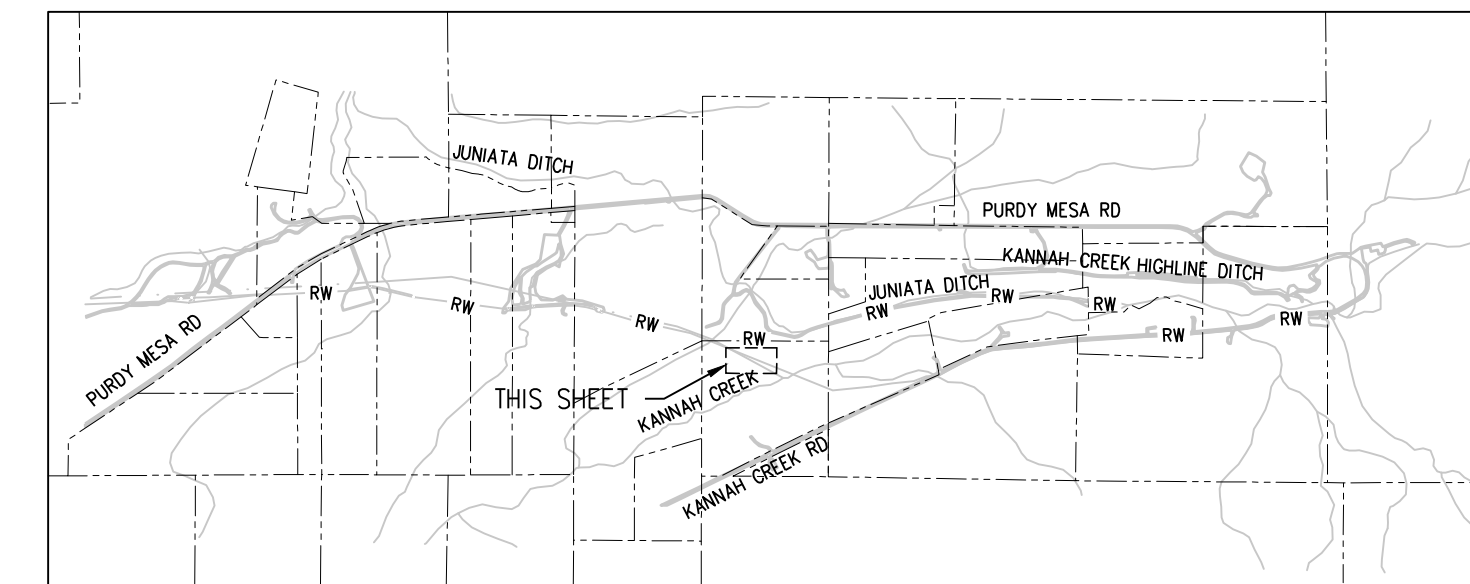 JUNIATA DITCH
PURDY MESA RD
KANNAH CREEK HIGHLINE DITCH
JUNIATA DITCH
RW
RW
RW
RW
RW
RW
RW
RW
RW
PURDY MESA RD
THIS SHEET
KANNAH CREEK
KANNAH CREEK RD